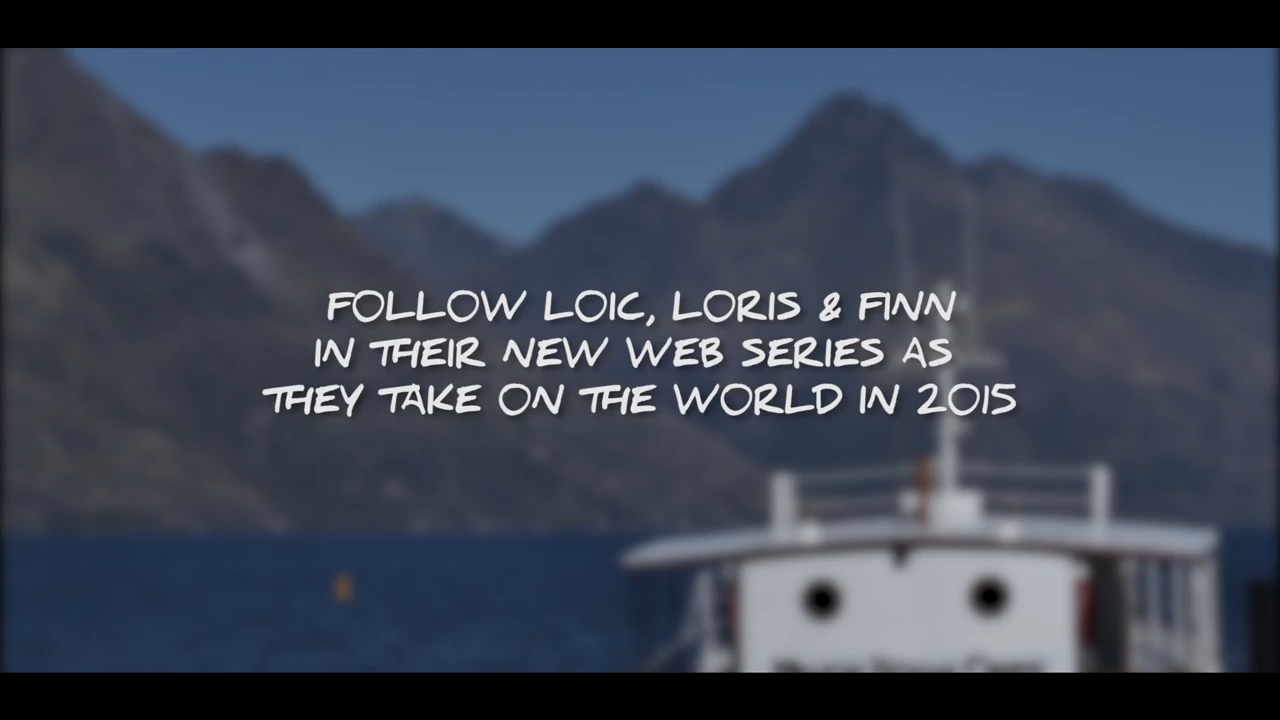 FOLLOW LOIC, LORIS & FINN
IN THEIR NEW WEB SERIES AS
THEY TAKE ON THE WORLD IN 2015